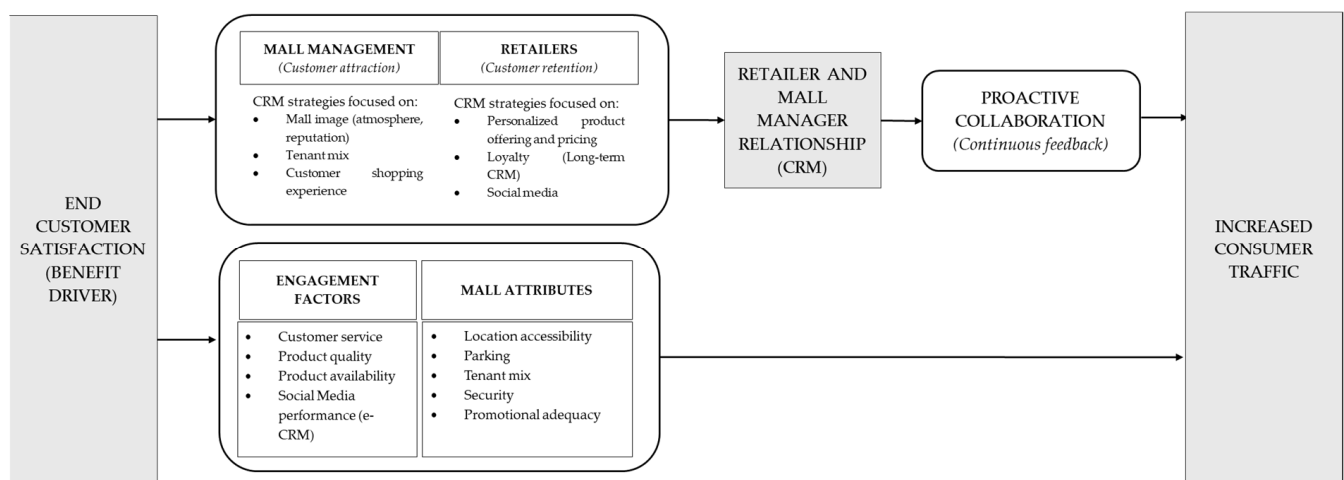 END
CUSTOMER
SATISFACTION
(BENEFIT
DRIVER)
MALL MANAGEMENT
(Customer attraction)
CRM strategies focused on:
• Mall image (atmosphere,
reputation)
• Tenant mix
• Customer shopping
experience
RETAILERS
(Customer retention)
CRM strategies focused on:
• Personalized product
offering and pricing
• Loyalty (Long-term
CRM)
• Social media
RETAILER AND
MALL
MANAGER
RELATIONSHIP
(CRM)
PROACTIVE
COLLABORATION
(Continuous feedback)
ENGAGEMENT
FACTORS
• Customer service
• Product quality
• Product availability
• Social Media
performance (e-
CRM)
MALL ATTRIBUTES
• Location accessibility
• Parking
• Tenant mix
• Security
• Promotional adequacy
INCREASED
CONSUMER
TRAFFIC